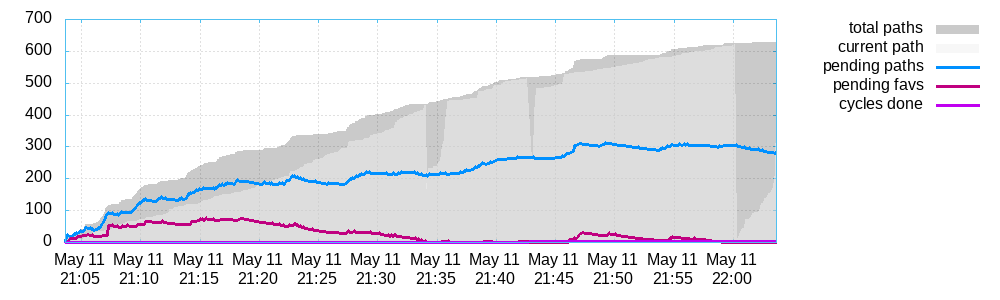 700
600
500
400
300
200
100
0
May 11 May 11 May 11 May 11 May 11 May 11 May 11 May 11 May 11 May 11 May 11 May 11
21:05 21:10 21:15 21:20 21:25 21:30 21:35 21:40 21:45 21:50 21:55 22:00
total paths
current path
pending paths
pending favs
cycles done